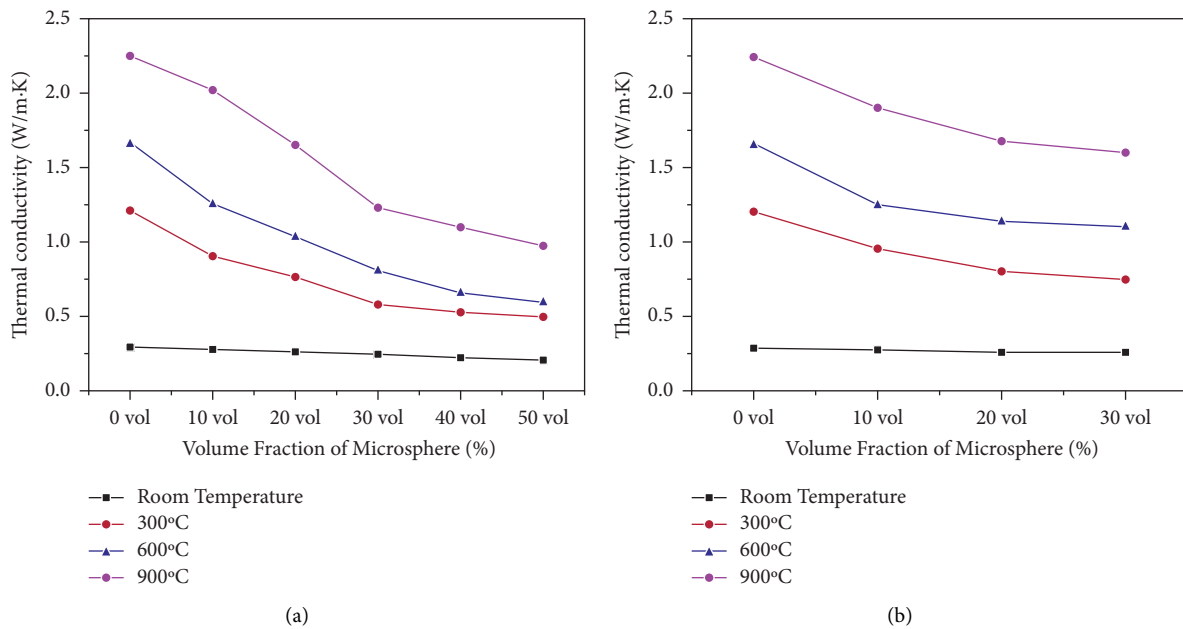 2.5
2.0
1.5
1.0
0.5
0.0
Thermal conductivity (W/m·K)
0 vol 10 vol 20 vol 30 vol 40 vol 50 vol
Volume Fraction of Microsphere (%)
Room Temperature
300ºC
600ºC
900ºC
(a)
2.5
2.0
1.5
1.0
0.5
0.0
Thermal conductivity (W/m·K)
0 vol 10 vol 20 vol 30 vol
Volume Fraction of Microsphere (%)
Room Temperature
300ºC
600ºC
900ºC
(b)